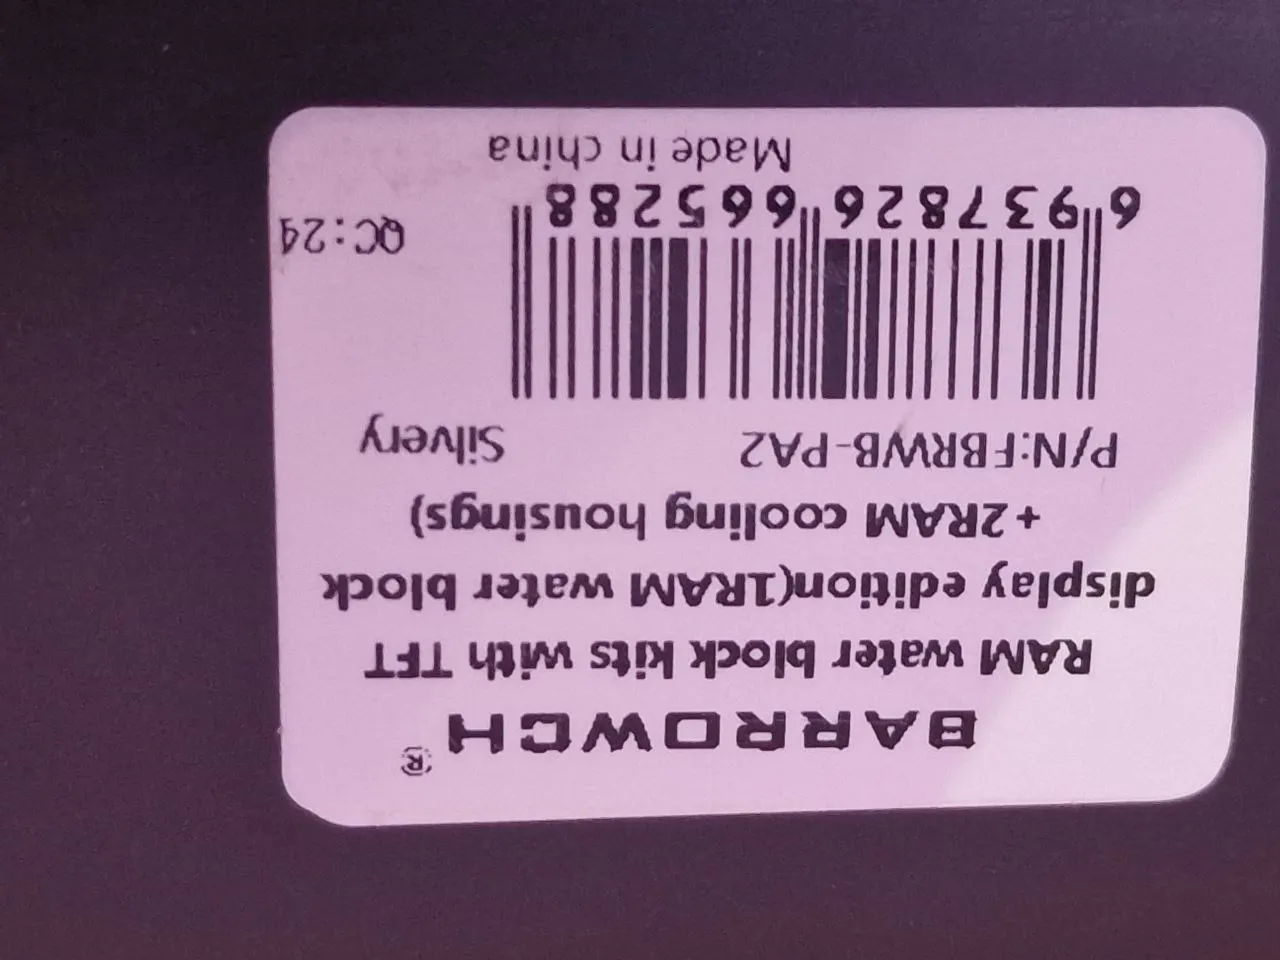 BARROWCH®
RAM water block kits with TFT
display edition(1RAM water block
+2RAM cooling housings)
P/N:FBRWB-PA2 Silvery
6 937826 665288
QC:24
Made in china